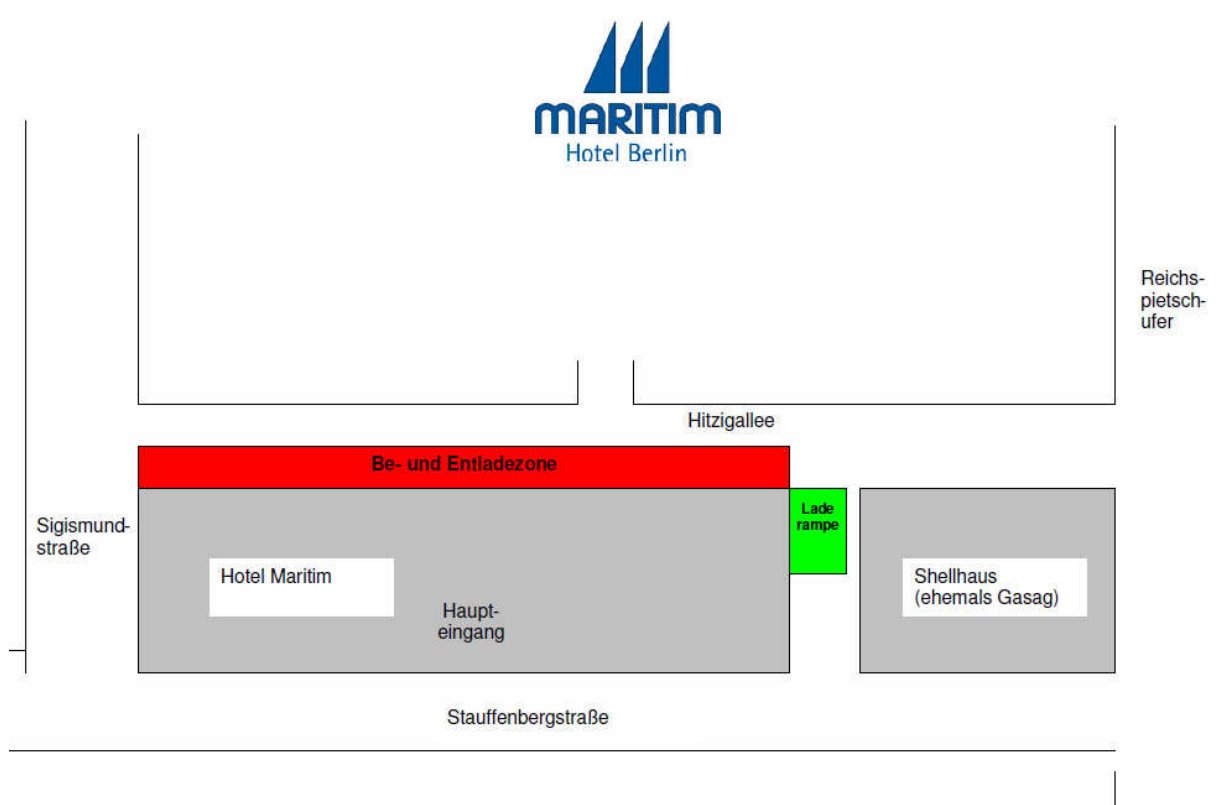 MARITIM
Hotel Berlin
Reichs-
pietsch-
ufer
Hitzigallee
Be- und Entladezone
Lade
rampe
Sigismund-
straße
Hotel Maritim
Shellhaus
(ehemals Gasag)
Haupt-
eingang
Stauffenbergstraße